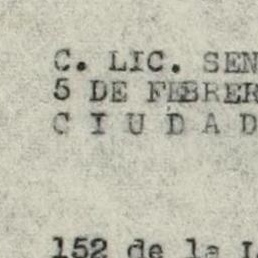 C. LIC. SEN
5 DE FEBRER
C I U D A D
152 de la L